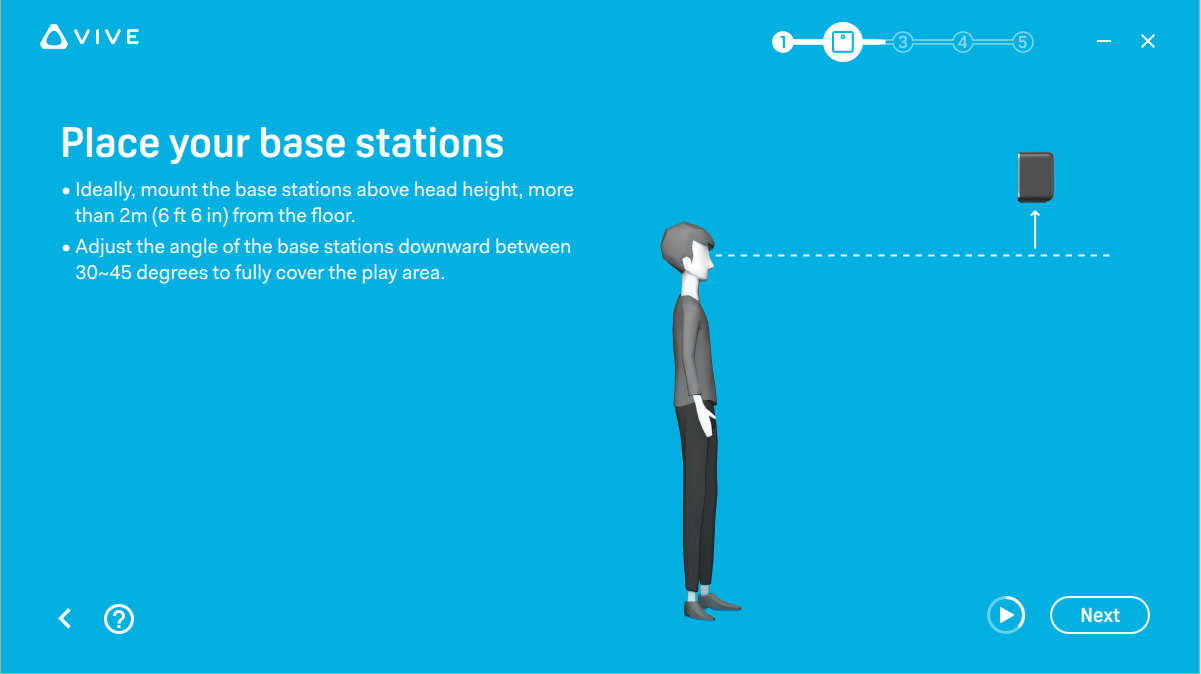 VIVE
1 3 4 5
Place your base stations
• Ideally, mount the base stations above head height, more
than 2m (6 ft 6 in) from the floor.
• Adjust the angle of the base stations downward between
30~45 degrees to fully cover the play area.
?
Next